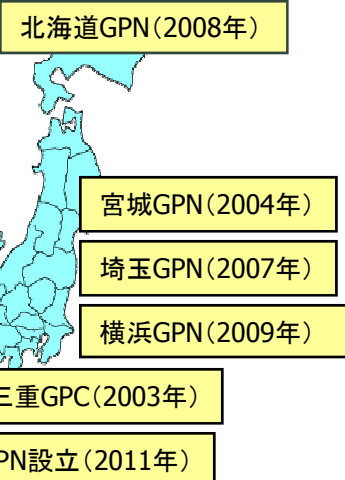 北海道GPN（2008年）
宮城GPN（2004年）
埼玉GPN（2007年）
横浜GPN（2009年）
三重GPC（2003年）
PN設立（2011年）